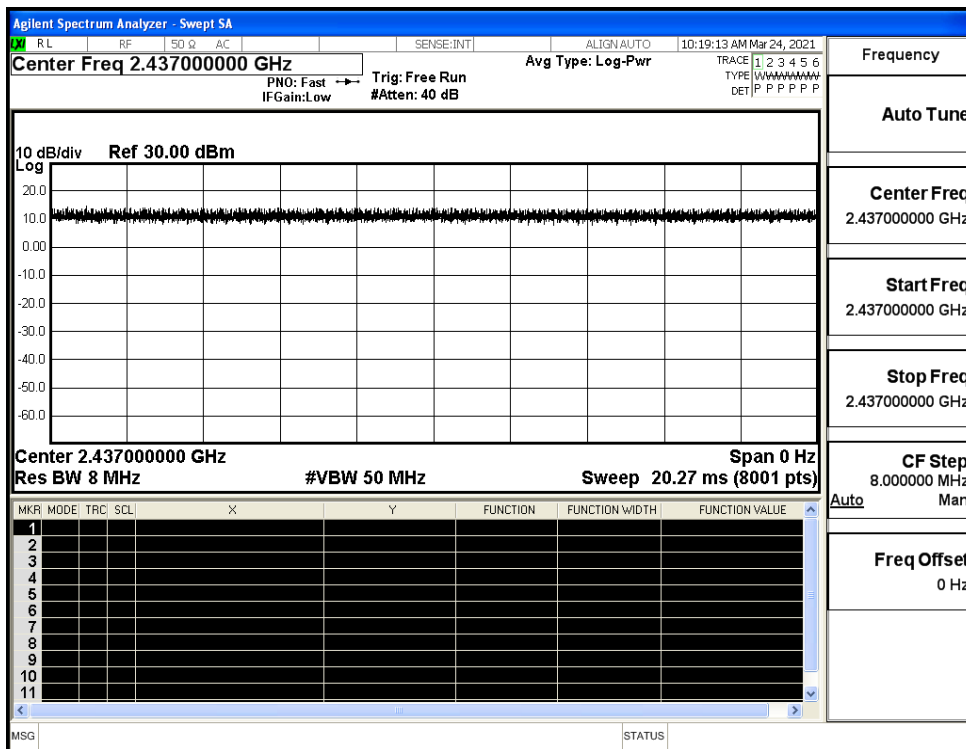 Agilent Spectrum Analyzer - Swept SA
LXI RL RF 50 Ω AC SENSE:INT ALIGN AUTO 10:19:13 AM Mar 24, 2021
Center Freq 2.437000000 GHz
PNO: Fast
IFGain:Low
Trig: Free Run
#Atten: 40 dB
Avg Type: Log-Pwr
TRACE 1 2 3 4 5 6
TYPE WWWWWW
DET P P P P P P
10 dB/div Ref 30.00 dBm
Log
20.0
10.0
0.00
-10.0
-20.0
-30.0
-40.0
-50.0
-60.0
Center 2.437000000 GHz Span 0 Hz
Res BW 8 MHz #VBW 50 MHz Sweep 20.27 ms (8001 pts)
MKR MODE TRC SCL X Y FUNCTION FUNCTION WIDTH FUNCTION VALUE
1
2
3
4
5
6
7
8
9
10
11
MSG STATUS
Frequency
Auto Tune
Center Freq
2.437000000 GHz
Start Freq
2.437000000 GHz
Stop Freq
2.437000000 GHz
CF Step
8.000000 MHz
Auto Man
Freq Offset
0 Hz